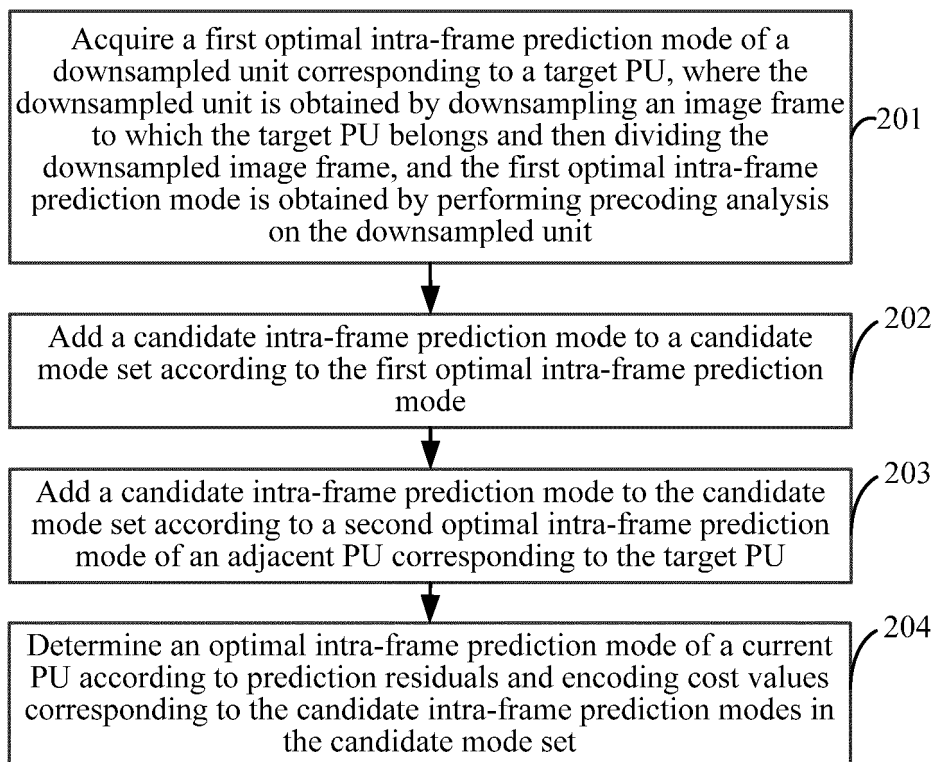 Acquire a first optimal intra-frame prediction mode of a
downsampled unit corresponding to a target PU, where the
downsampled unit is obtained by downsampling an image frame
to which the target PU belongs and then dividing the
downsampled image frame, and the first optimal intra-frame
prediction mode is obtained by performing precoding analysis
on the downsampled unit
201
Add a candidate intra-frame prediction mode to a candidate
mode set according to the first optimal intra-frame prediction
mode
202
Add a candidate intra-frame prediction mode to the candidate
mode set according to a second optimal intra-frame prediction
mode of an adjacent PU corresponding to the target PU
203
Determine an optimal intra-frame prediction mode of a current
PU according to prediction residuals and encoding cost values
corresponding to the candidate intra-frame prediction modes in
the candidate mode set
204